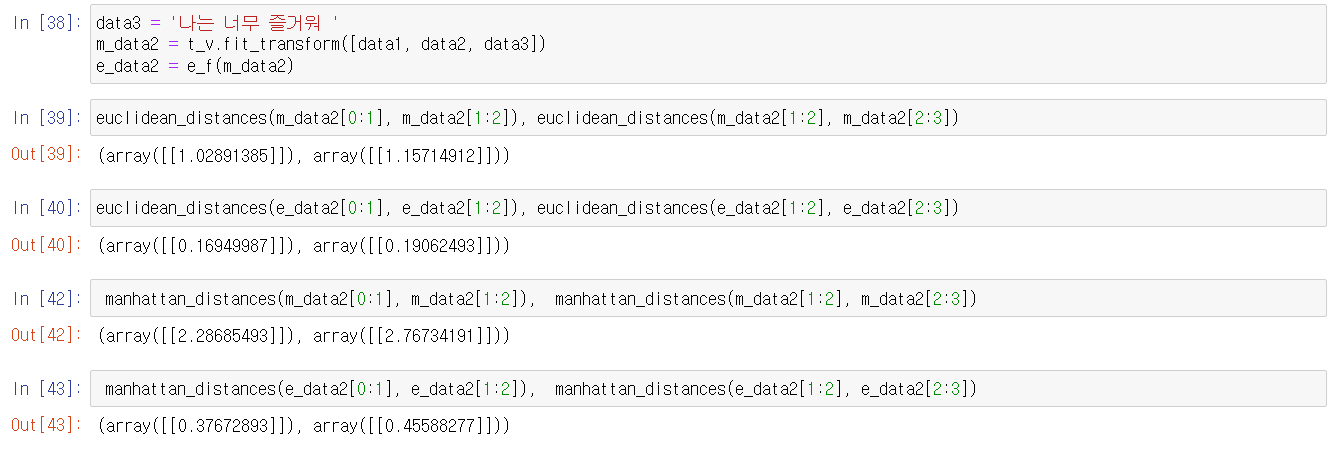 In [38]: data3 = '나는 너무 즐거워 '
m_data2 = t_v.fit_transform([data1, data2, data3])
e_data2 = e_f(m_data2)
In [39]: euclidean_distances(m_data2[0:1], m_data2[1:2]), euclidean_distances(m_data2[1:2], m_data2[2:3])
Out[39]: (array([[1.02891385]]), array([[1.15714912]]))
In [40]: euclidean_distances(e_data2[0:1], e_data2[1:2]), euclidean_distances(e_data2[1:2], e_data2[2:3])
Out[40]: (array([[0.16949987]]), array([[0.19062493]]))
In [42]: manhattan_distances(m_data2[0:1], m_data2[1:2]),  manhattan_distances(m_data2[1:2], m_data2[2:3])
Out[42]: (array([[2.28685493]]), array([[2.76734191]]))
In [43]: manhattan_distances(e_data2[0:1], e_data2[1:2]),  manhattan_distances(e_data2[1:2], e_data2[2:3])
Out[43]: (array([[0.37672893]]), array([[0.45588277]]))